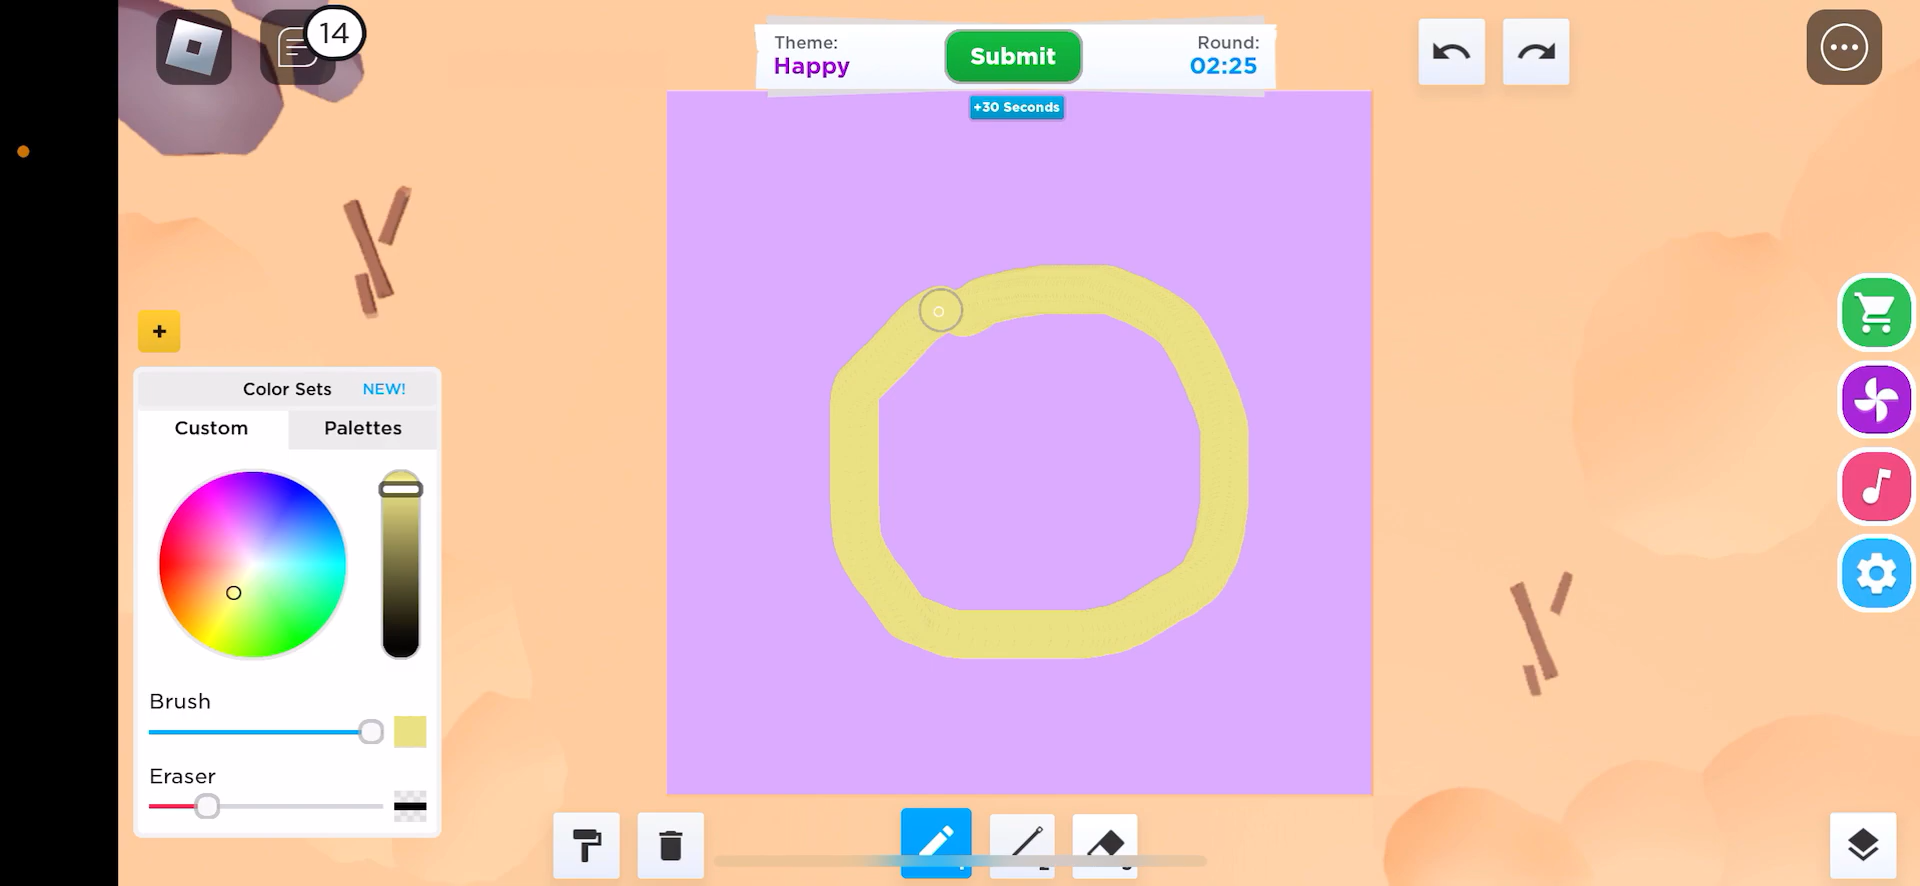 14
Theme:
Happy
Submit
Round:
02:25
+30 Seconds
+
Color Sets NEW!
Custom Palettes
Brush
Eraser